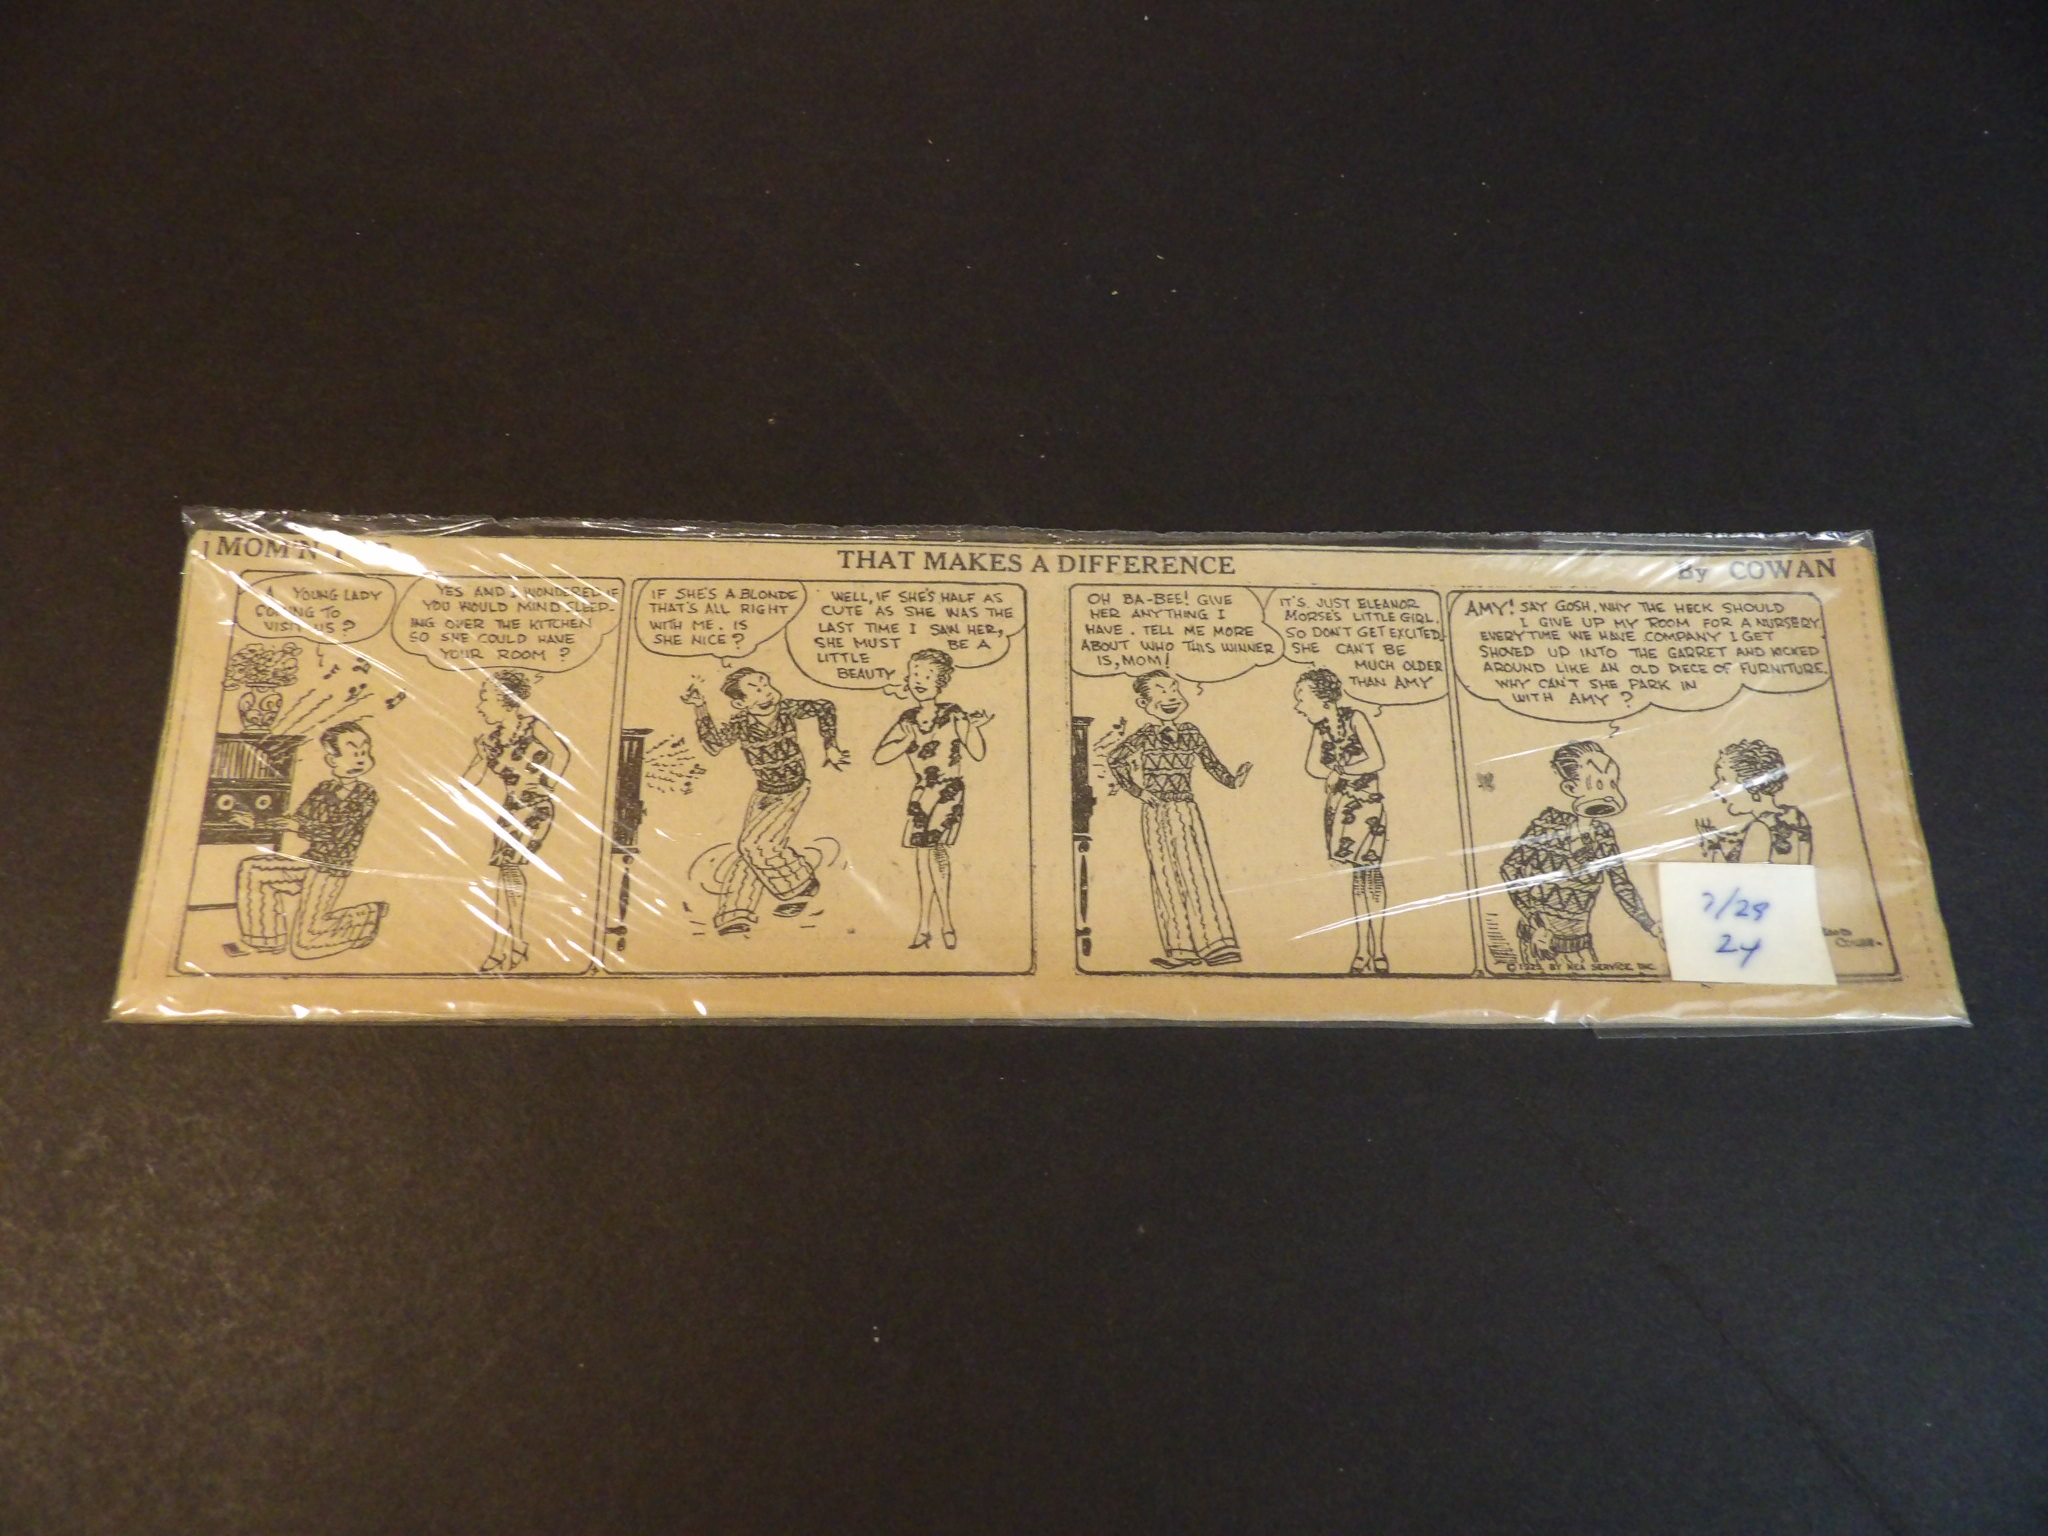 MOM'N
THAT MAKES A DIFFERENCE
By COWAN
A YOUNG LADY
COMING TO
VISIT US?
YES AND I WONDERED IF
YOU WOULD MIND SLEEP-
ING OVER THE KITCHEN
SO SHE COULD HAVE
YOUR ROOM?
IF SHE'S A BLONDE
THAT'S ALL RIGHT
WITH ME. IS
SHE NICE?
WELL, IF SHE'S HALF AS
CUTE AS SHE WAS THE
LAST TIME I SAW HER,
SHE MUST BE A
LITTLE
BEAUTY
OH BA-BEE! GIVE
HER ANYTHING I
HAVE. TELL ME MORE
ABOUT WHO THIS WINNER
IS, MOM!
IT'S JUST ELEANOR
MORSE'S LITTLE GIRL.
SO DON'T GET EXCITED.
SHE CAN'T BE
MUCH OLDER
THAN AMY
AMY! SAY GOSH, WHY THE HECK SHOULD
I GIVE UP MY ROOM FOR A NURSERY.
EVERY TIME WE HAVE COMPANY I GET
SHOVED UP INTO THE GARRET AND KICKED
AROUND LIKE AN OLD PIECE OF FURNITURE.
WHY CAN'T SHE PARK IN
WITH AMY?
BY NEA SERVICE, INC.
7/28
24